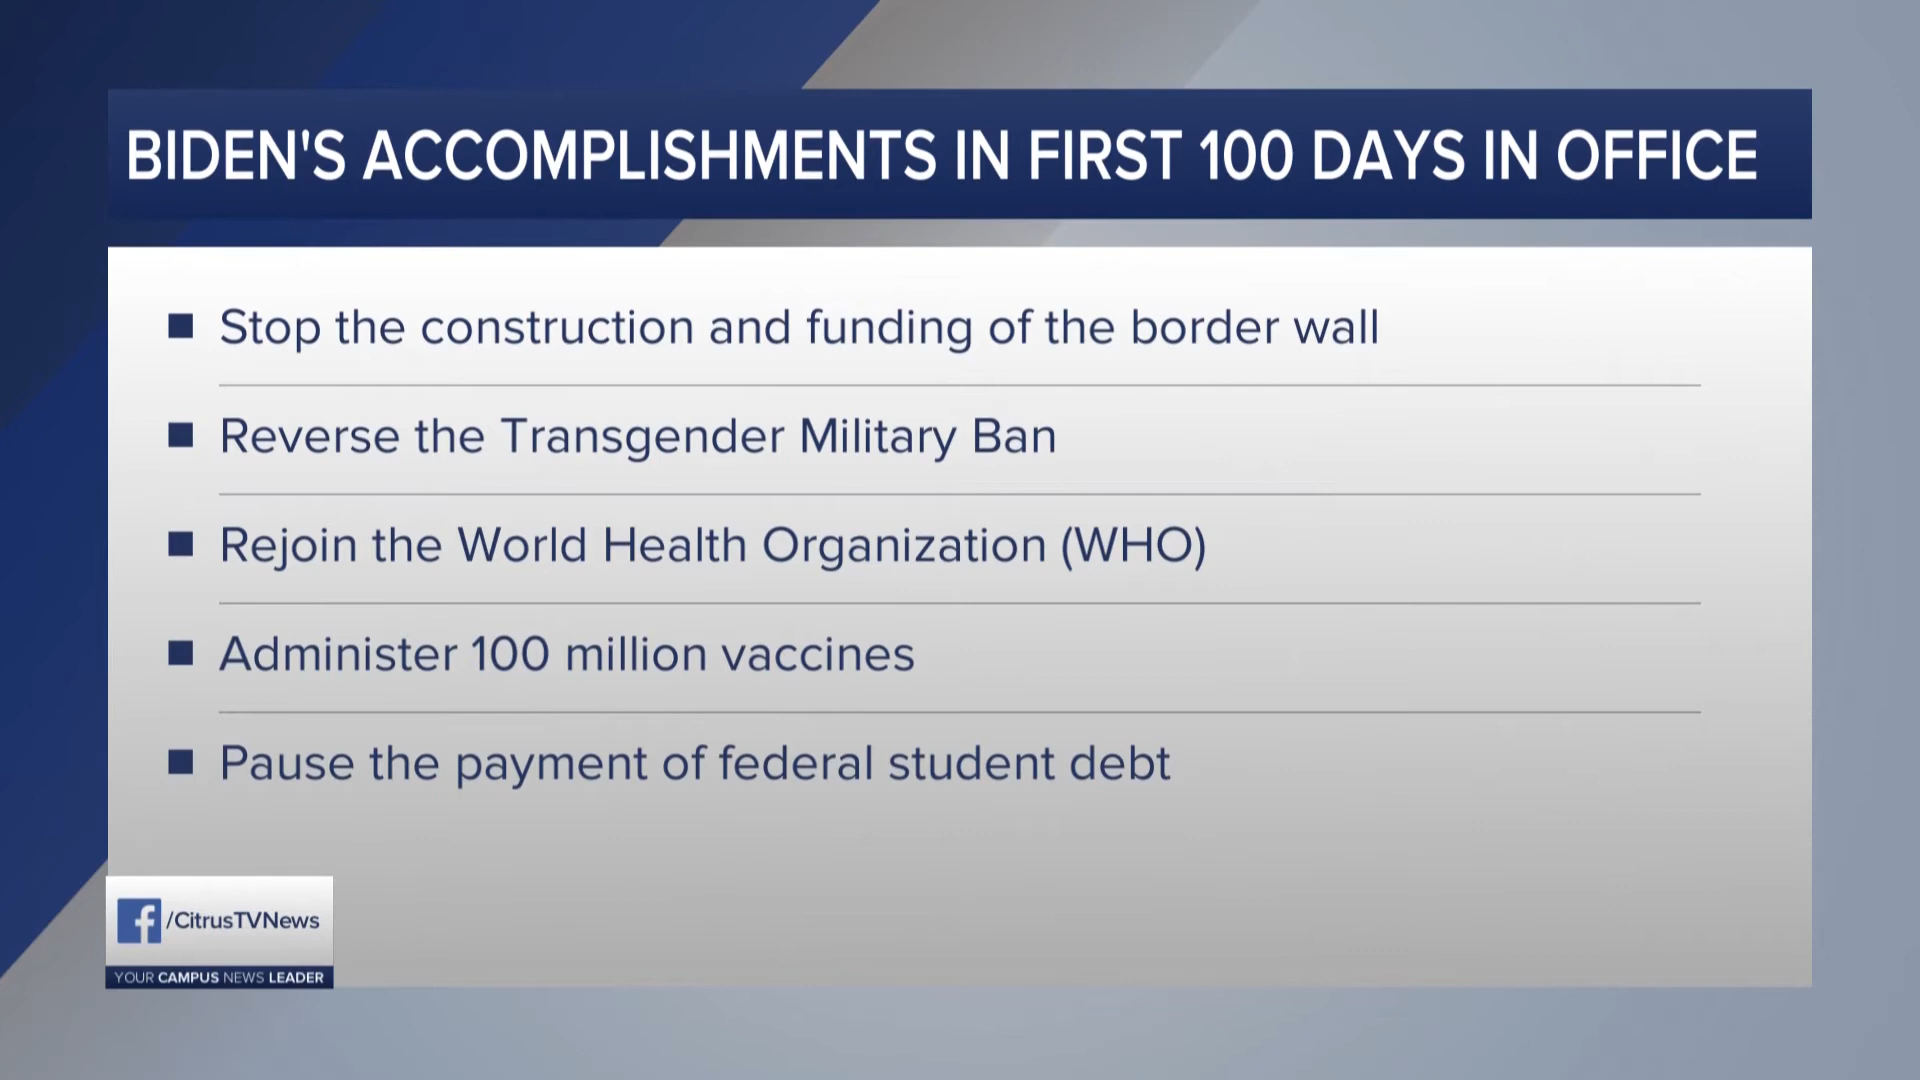 BIDEN'S ACCOMPLISHMENTS IN FIRST 100 DAYS IN OFFICE
Stop the construction and funding of the border wall
Reverse the Transgender Military Ban
Rejoin the World Health Organization (WHO)
Administer 100 million vaccines
Pause the payment of federal student debt
/CitrusTVNews
YOUR CAMPUS NEWS LEADER